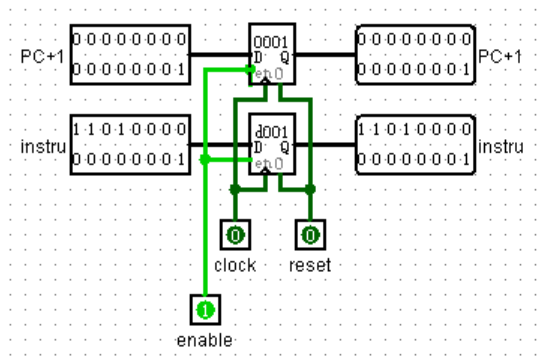 0 0 0 0 0 0 0 0
0 0 0 0 0 0 0 1
PC+1
0001
D Q
en 0
0 0 0 0 0 0 0 0
0 0 0 0 0 0 0 1
PC+1
1 1 0 1 0 0 0 0
0 0 0 0 0 0 0 1
instru
d001
D Q
en 0
1 1 0 1 0 0 0 0
0 0 0 0 0 0 0 1
instru
0
clock
0
reset
1
enable